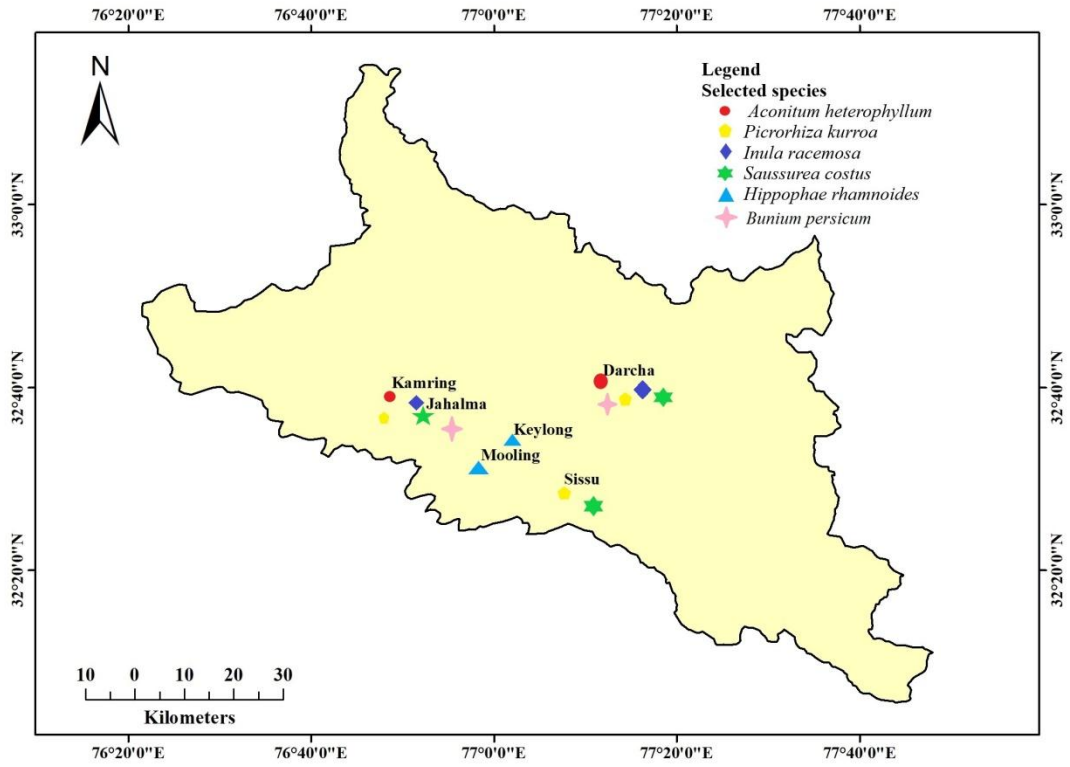 76°20'0"E 76°40'0"E 77°0'0"E 77°20'0"E 77°40'0"E
N
Legend
Selected species
Aconitum heterophyllum
Picrorhiza kurroa
Inula racemosa
Saussurea costus
Hippophae rhamnoides
Bunium persicum
33°0'0"N 33°0'0"N
32°40'0"N 32°40'0"N
Darcha
Kamring
Jahalma
Keylong
Mooling
Sissu
32°20'0"N 32°20'0"N
10 0 10 20 30
Kilometers
76°20'0"E 76°40'0"E 77°0'0"E 77°20'0"E 77°40'0"E